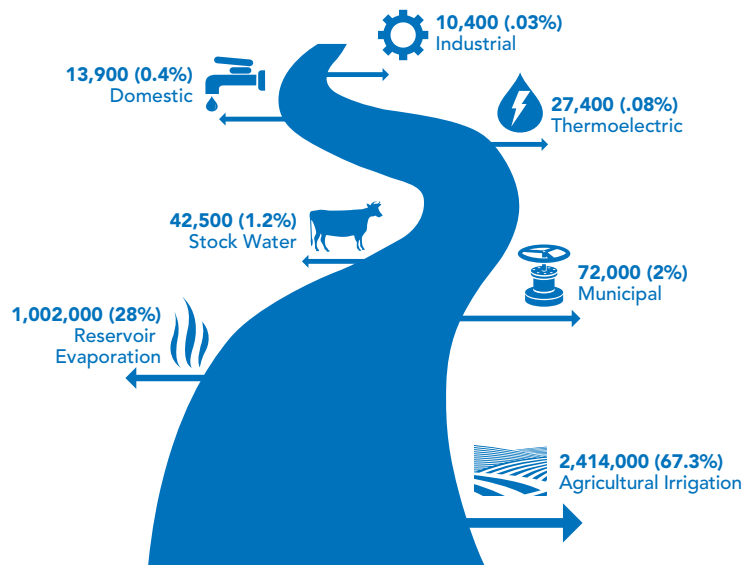 10,400 (.03%)
Industrial
13,900 (0.4%)
Domestic
27,400 (.08%)
Thermoelectric
42,500 (1.2%)
Stock Water
72,000 (2%)
Municipal
1,002,000 (28%)
Reservoir
Evaporation
2,414,000 (67.3%)
Agricultural Irrigation